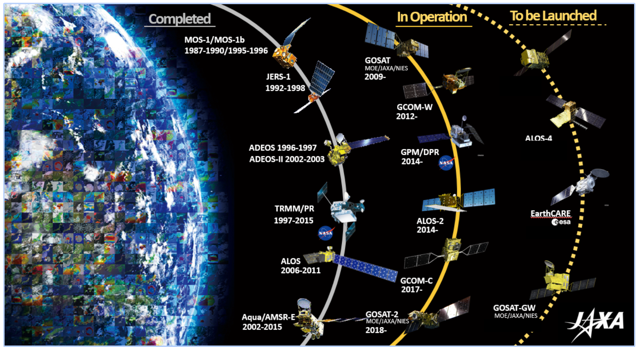 Completed
In Operation
To be Launched
MOS-1/MOS-1b
1987-1990/1995-1996
JERS-1
1992-1998
ADEOS 1996-1997
ADEOS-II 2002-2003
TRMM/PR
1997-2015
NASA
ALOS
2006-2011
Aqua/AMSR-E
2002-2015
GOSAT
MOE/JAXA/NIES
2009-
GCOM-W
2012-
GPM/DPR
2014-
NASA
ALOS-2
2014-
GCOM-C
2017-
GOSAT-2
MOE/JAXA/NIES
2018-
ALOS-4
EarthCARE
esa
GOSAT-GW
MOE/JAXA/NIES
JAXA